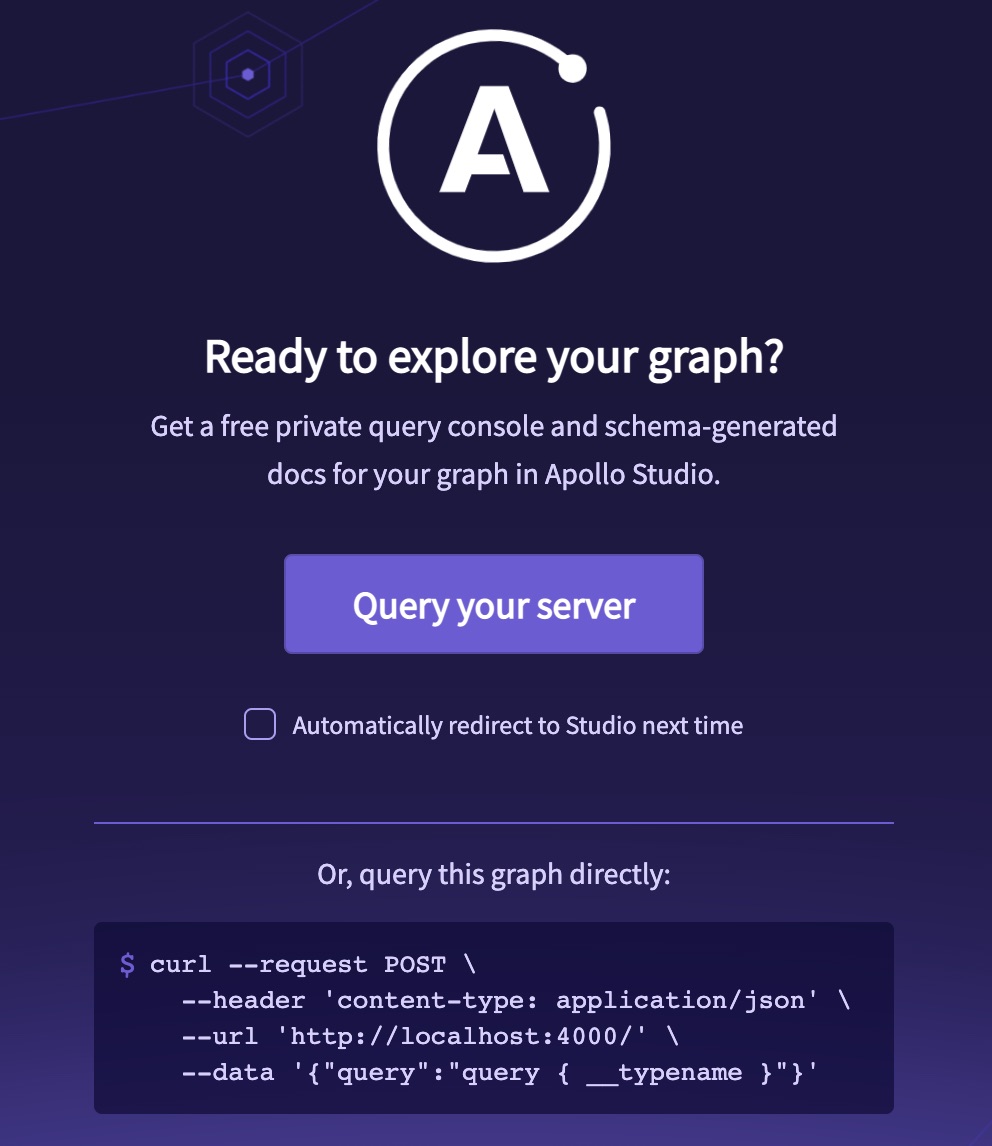 A
Ready to explore your graph?
Get a free private query console and schema-generated
docs for your graph in Apollo Studio.
Query your server
Automatically redirect to Studio next time
Or, query this graph directly:
$ curl --request POST \
    --header 'content-type: application/json' \
    --url 'http://localhost:4000/' \
    --data '{"query":"query { __typename }"}'